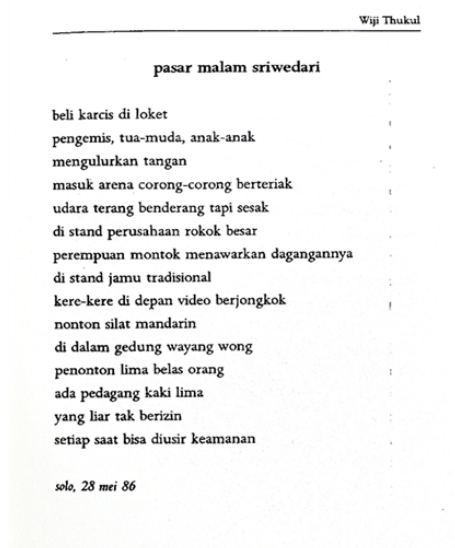 Wiji Thukul
pasar malam sriwedari
beli karcis di loket
pengemis, tua-muda, anak-anak
mengulurkan tangan
masuk arena corong-corong berteriak
udara terang benderang tapi sesak
di stand perusahaan rokok besar
perempuan montok menawarkan dagangannya
di stand jamu tradisional
kere-kere di depan video berjongkok
nonton silat mandarin
di dalam gedung wayang wong
penonton lima belas orang
ada pedagang kaki lima
yang liar tak berizin
setiap saat bisa diusir keamanan
solo, 28 mei 86